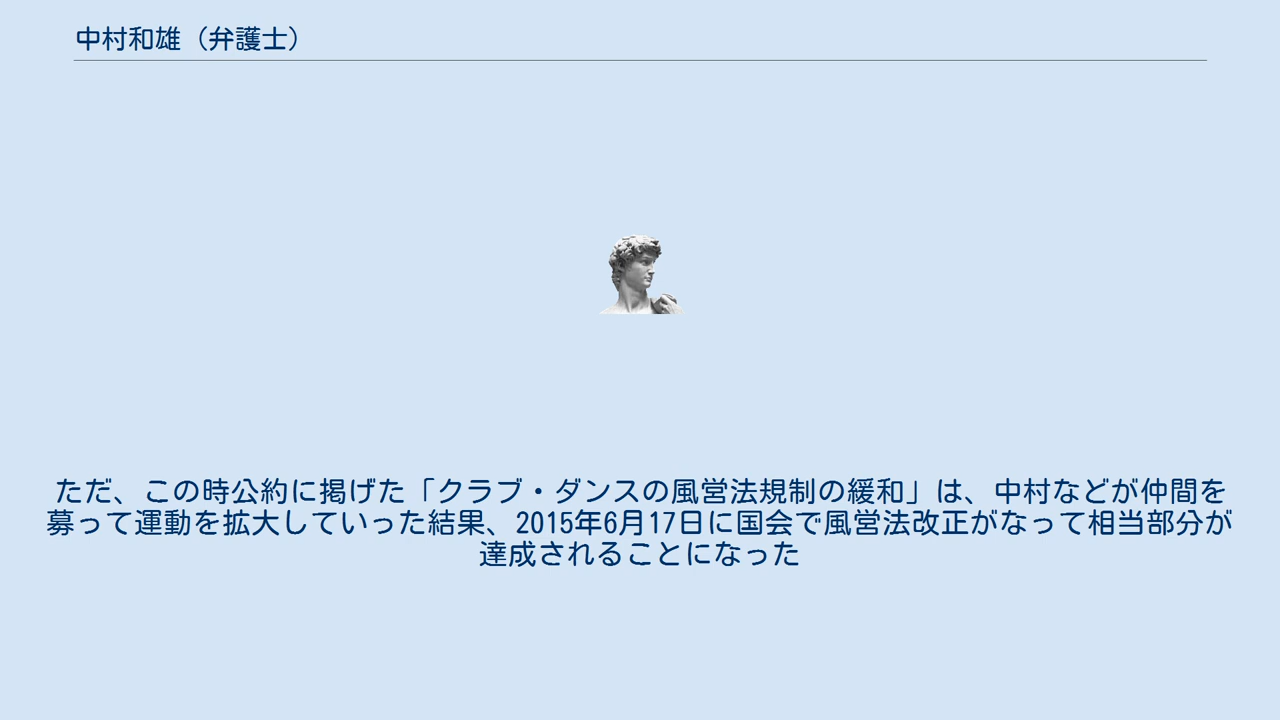 中村和雄（弁護士）
ただ、この時公約に掲げた「クラブ・ダンスの風営法規制の緩和」は、中村などが仲間を
募って運動を拡大していった結果、2015年6月17日に国会で風営法改正がなって相当部分が
達成されることになった